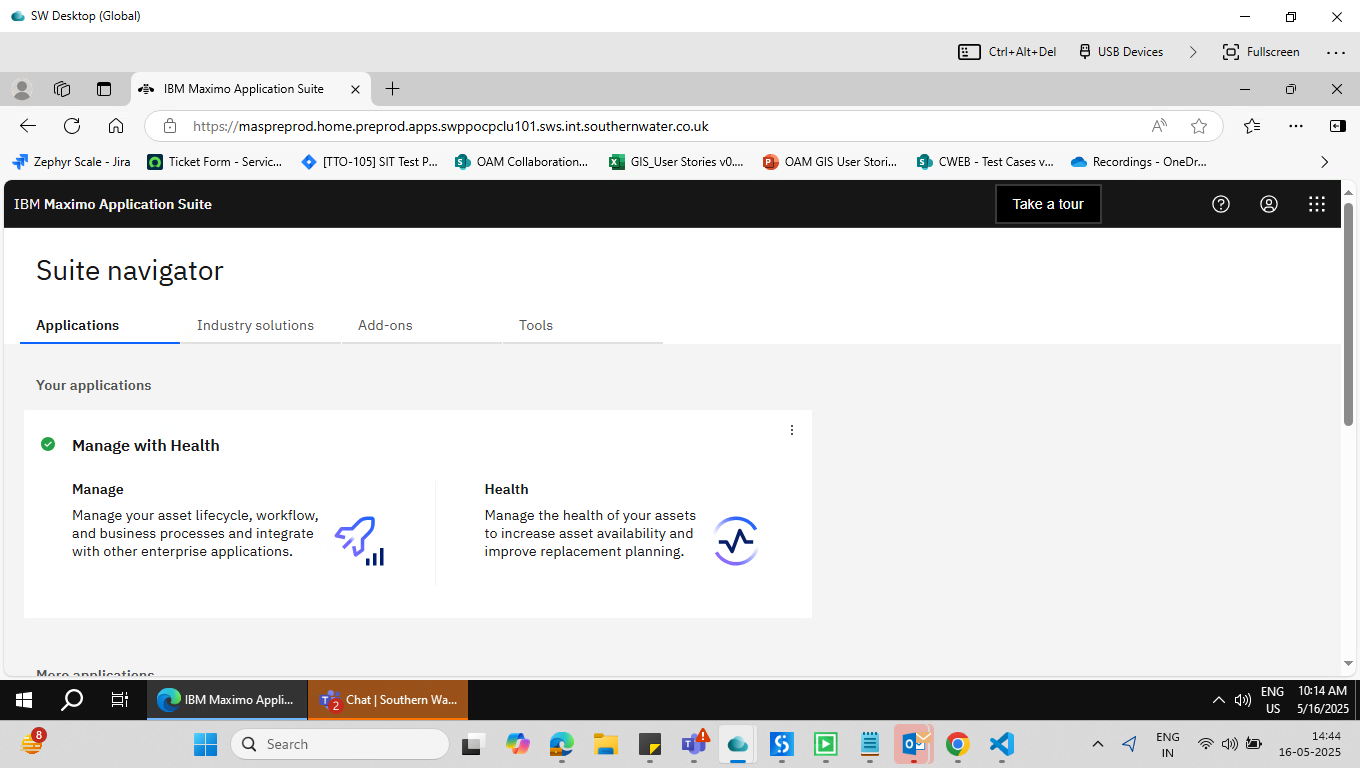 SW Desktop (Global)
Ctrl+Alt+Del USB Devices Fullscreen
IBM Maximo Application Suite
https://maspreprod.home.preprod.apps.swppocpclu101.sws.int.southernwater.co.uk
Zephyr Scale - Jira Ticket Form - Servic... [TTO-105] SIT Test P... OAM Collaboration... GIS_User Stories v0.... OAM GIS User Stori... CWEB - Test Cases v... Recordings - OneDr...
IBM Maximo Application Suite Take a tour
Suite navigator
Applications Industry solutions Add-ons Tools
Your applications
Manage with Health
Manage
Manage your asset lifecycle, workflow,
and business processes and integrate
with other enterprise applications.
Health
Manage the health of your assets
to increase asset availability and
improve replacement planning.
More applications
IBM Maximo Appli... 2 Chat | Southern Wa... ENG
US 10:14 AM
5/16/2025
8 Search ENG
IN 14:44
16-05-2025